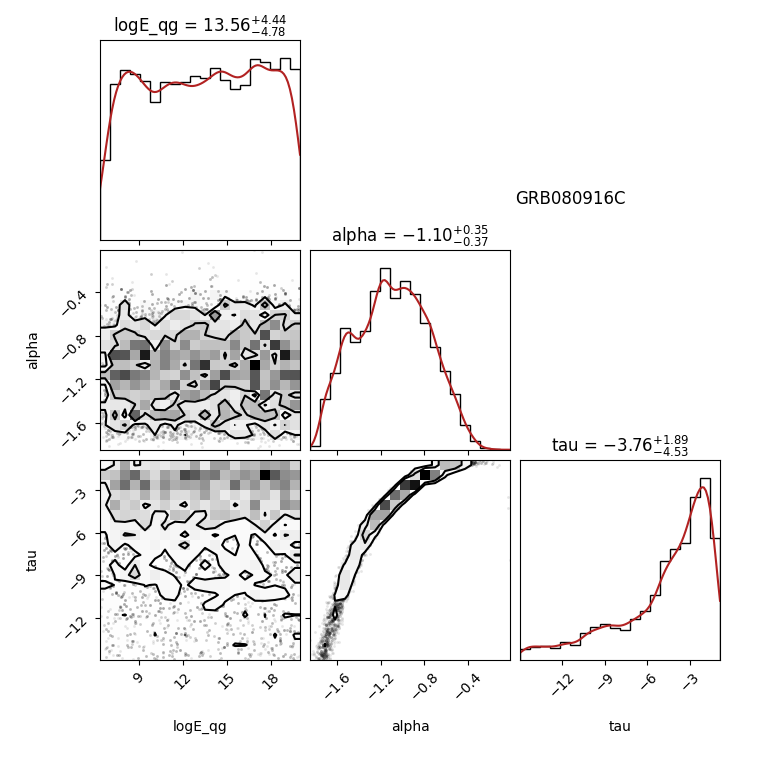 logE_qg = 13.56+4.44 −4.78
GRB080916C
alpha = −1.10+0.35 −0.37
−0.4
−0.8
alpha
−1.2
−1.6
tau = −3.76+1.89 −4.53
−3
−6
tau
−9
−12
9 12 15 18 −1.6 −1.2 −0.8 −0.4 −12 −9 −6 −3
logE_qg alpha tau